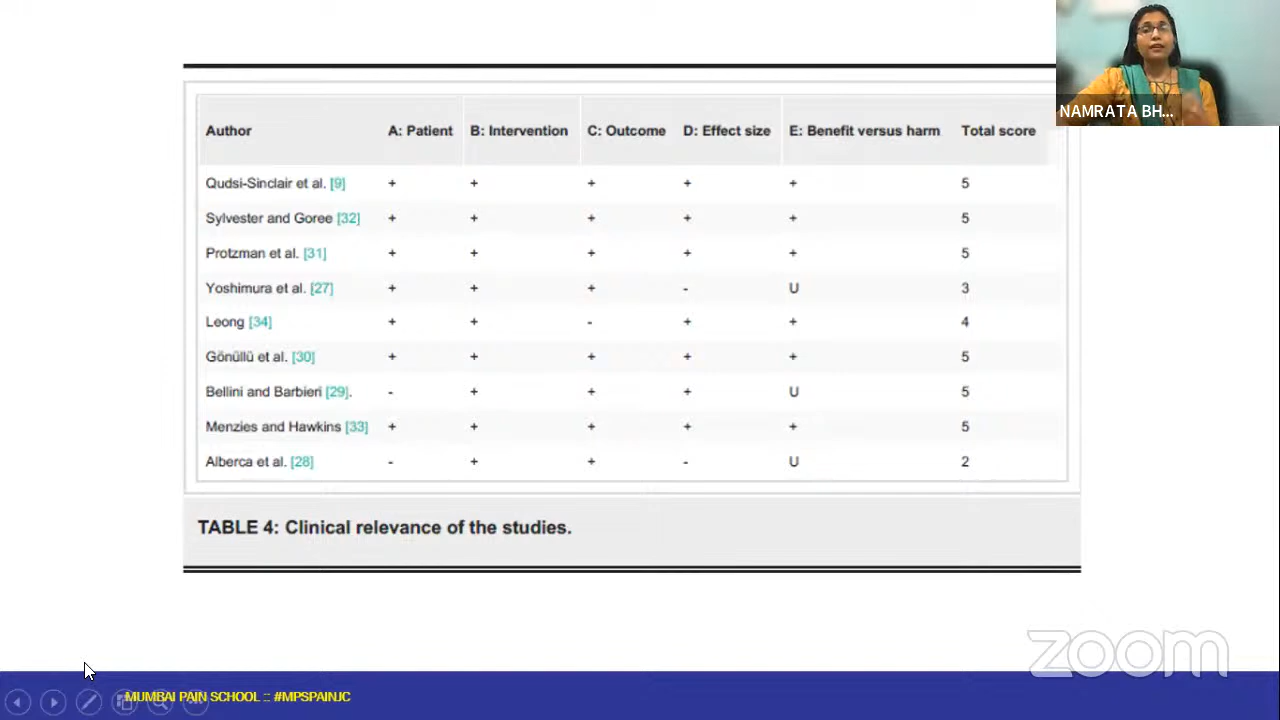 NAMRATA BH...
Author A: Patient B: Intervention C: Outcome D: Effect size E: Benefit versus harm Total score
Qudsi-Sinclair et al. [9] + + + + + 5
Sylvester and Goree [32] + + + + + 5
Protzman et al. [31] + + + + + 5
Yoshimura et al. [27] + + + - U 3
Leong [34] + + - + + 4
Gönüllü et al. [30] + + + + + 5
Bellini and Barbieri [29]. - + + + U 5
Menzies and Hawkins [33] + + + + + 5
Alberca et al. [28] - + + - U 2
TABLE 4: Clinical relevance of the studies.
zoom
MUMBAI PAIN SCHOOL :: #MPSPAINJC